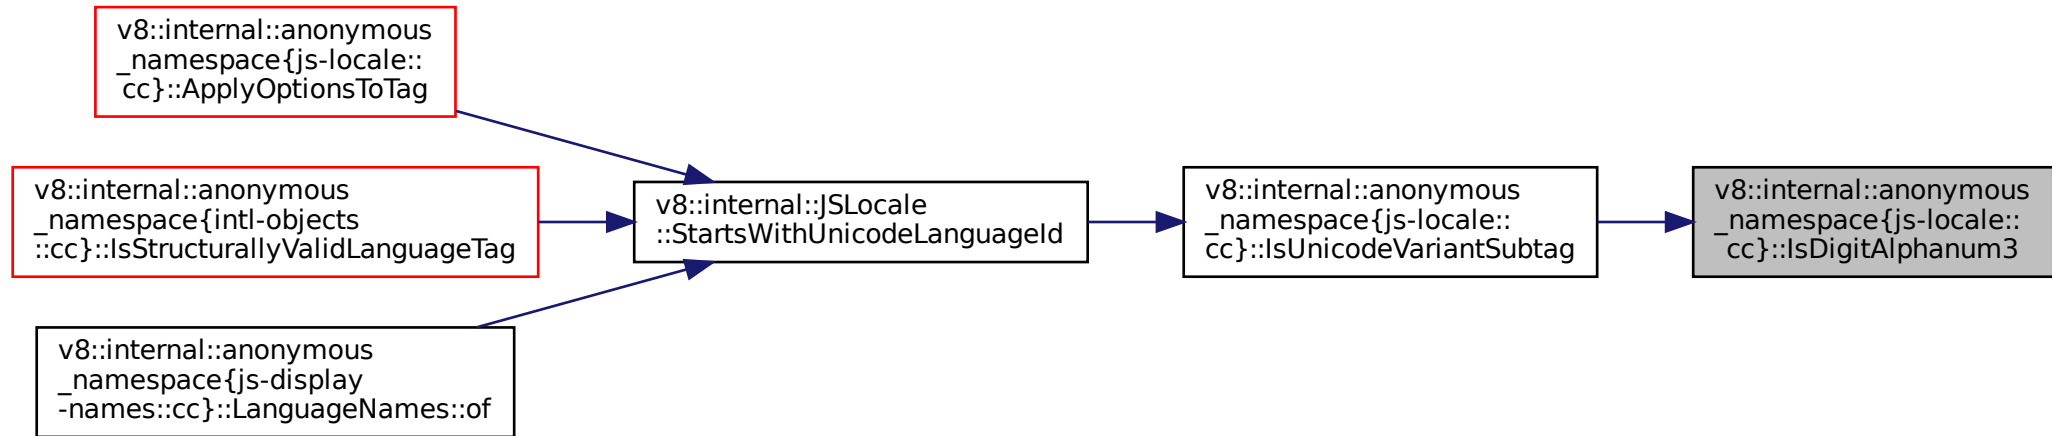 v8::internal::anonymous
_namespace{js-locale::
cc}::ApplyOptionsToTag
v8::internal::anonymous
_namespace{intl-objects
::cc}::IsStructurallyValidLanguageTag
v8::internal::anonymous
_namespace{js-display
-names::cc}::LanguageNames::of
v8::internal::JSLocale
::StartsWithUnicodeLanguageId
v8::internal::anonymous
_namespace{js-locale::
cc}::IsUnicodeVariantSubtag
v8::internal::anonymous
_namespace{js-locale::
cc}::IsDigitAlphanum3